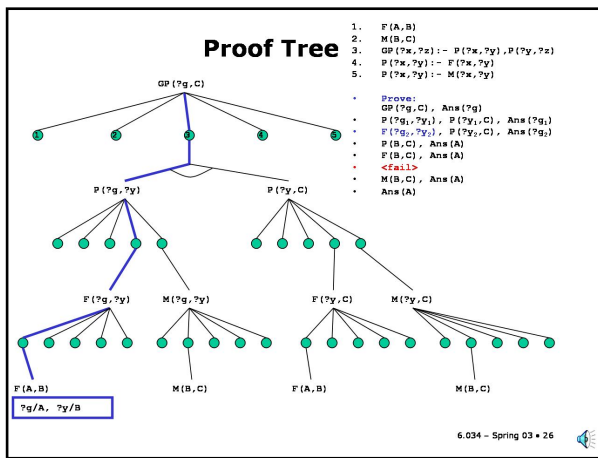 Proof Tree
1. F(A,B)
2. M(B,C)
3. GP(?x,?z):- P(?x,?y),P(?y,?z)
4. P(?x,?y):- F(?x,?y)
5. P(?x,?y):- M(?x,?y)
• Prove:
GP(?g,C), Ans(?g)
• P(?g₁,?y₁), P(?y₁,C), Ans(?g₁)
• F(?g₂,?y₂), P(?y₂,C), Ans(?g₂)
• P(B,C), Ans(A)
• F(B,C), Ans(A)
• <fail>
• M(B,C), Ans(A)
• Ans(A)
GP(?g,C)
1 2 3 4 5
P(?g,?y) P(?y,C)
F(?g,?y) M(?g,?y) F(?y,C) M(?y,C)
F(A,B) M(B,C) F(A,B) M(B,C)
?g/A, ?y/B
6.034 – Spring 03 • 26